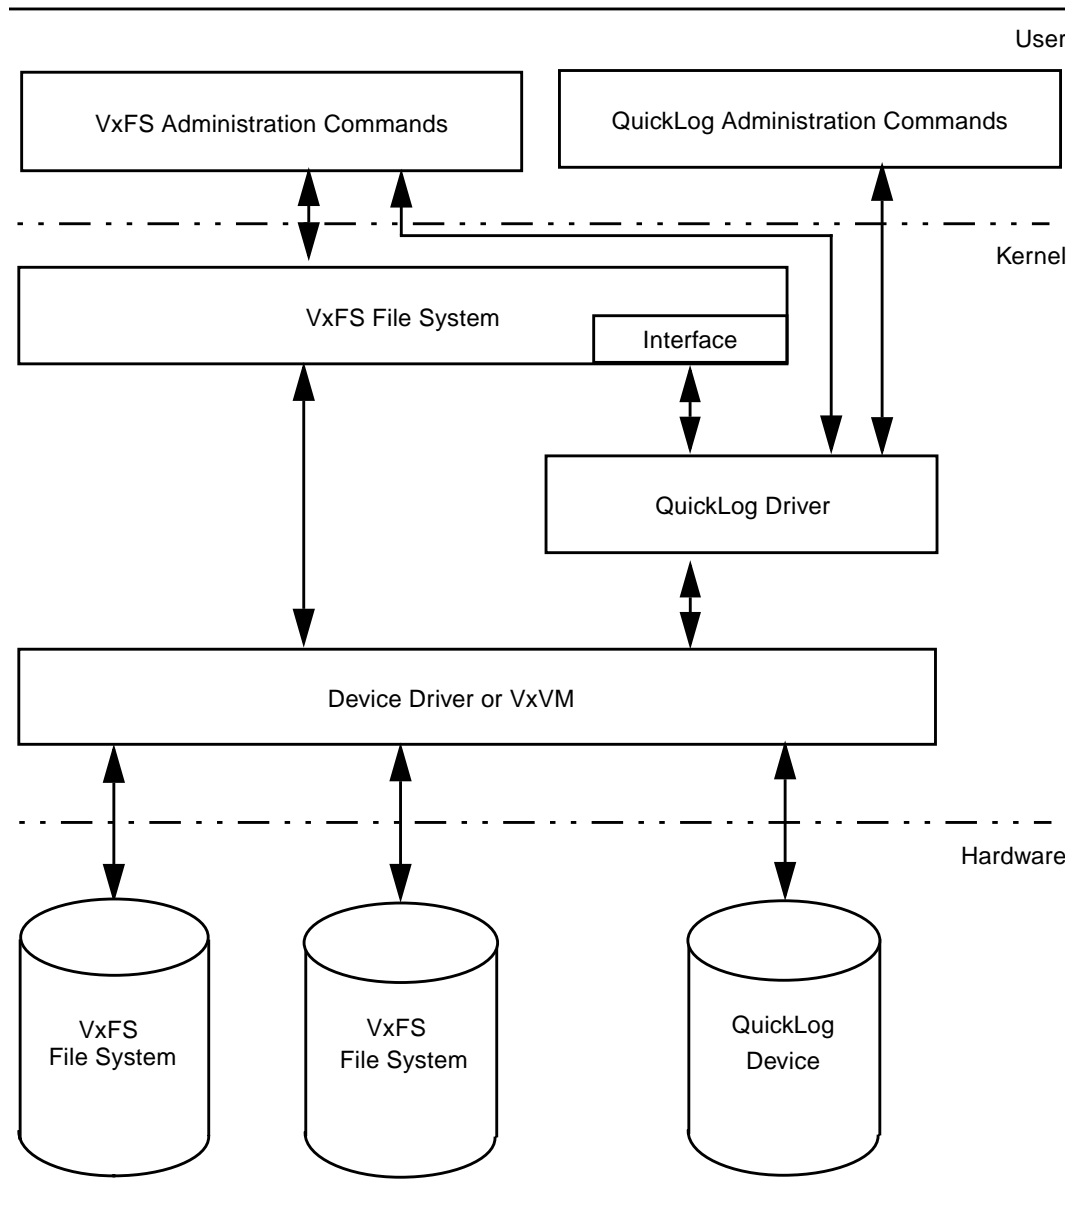 User
VxFS Administration Commands
QuickLog Administration Commands
Kernel
VxFS File System
Interface
QuickLog Driver
Device Driver or VxVM
Hardware
VxFS
File System
VxFS
File System
QuickLog
Device